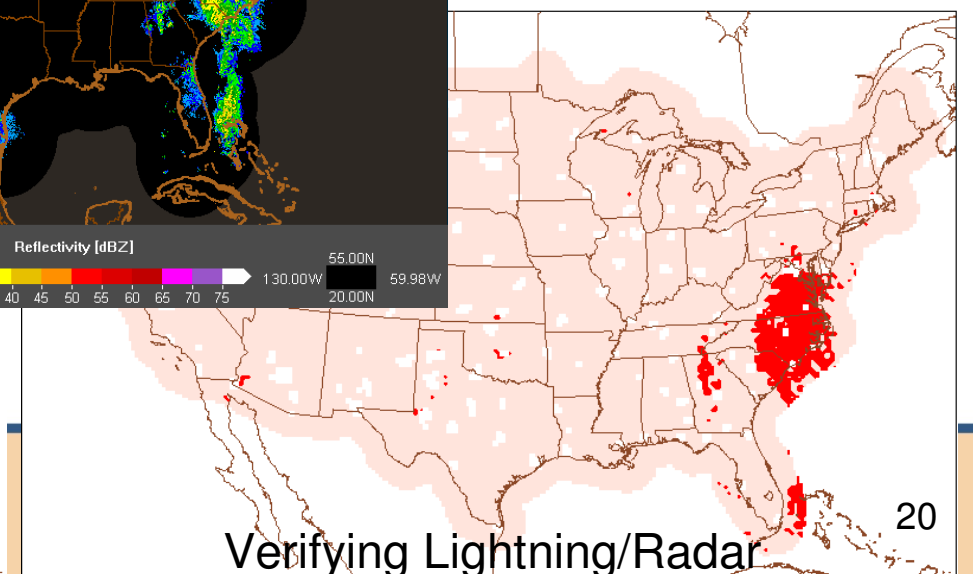 Reflectivity [dBZ]
40 45 50 55 60 65 70 75
55.00N
130.00W 59.98W
20.00N
20
Verifying Lightning/Radar